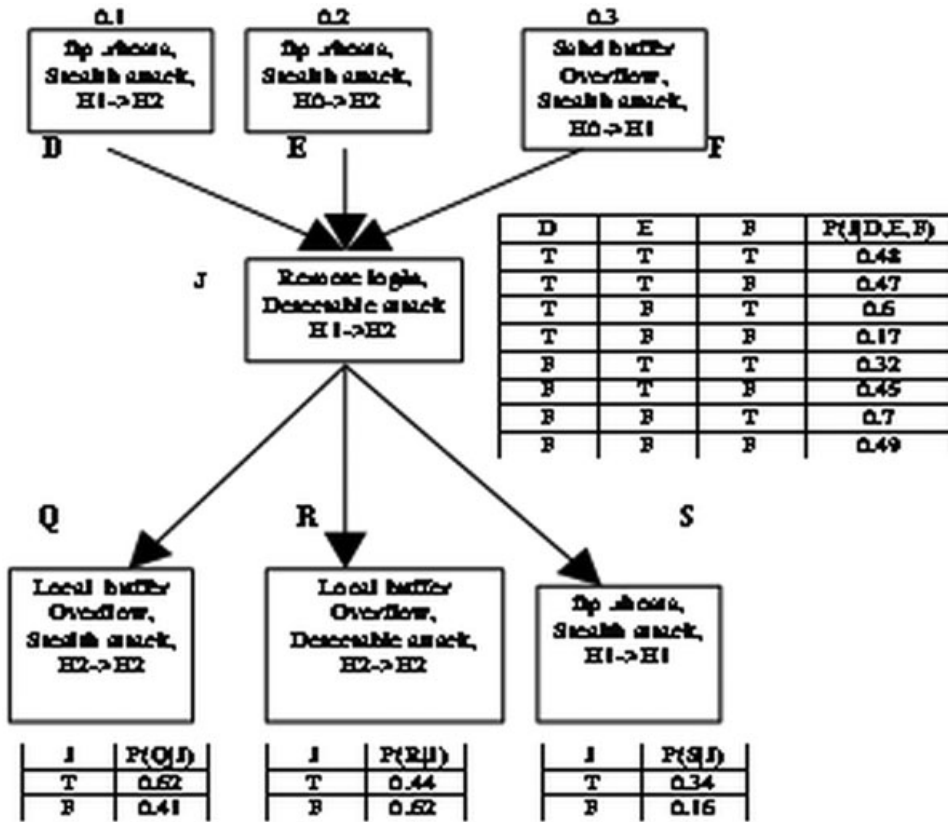 0.1
0.2
0.3
ftp .rhosts,
Stealth attack,
H1->H2
ftp .rhosts,
Stealth attack,
H0->H2
Sshd buffer
Overflow,
Stealth attack,
H0->H1
D
E
F
D E F P(J|D,E,F)
T T T 0.48
T T F 0.47
T F T 0.6
T F F 0.17
F T T 0.32
F T F 0.45
F F T 0.7
F F F 0.49
J
Remote login,
Detectable attack
H1->H2
Q
R
S
Local buffer
Overflow,
Stealth attack,
H2->H2
Local buffer
Overflow,
Detectable attack,
H2->H2
ftp .rhosts,
Stealth attack,
H1->H1
J P(Q|J)
T 0.62
F 0.41
J P(R|J)
T 0.44
F 0.62
J P(S|J)
T 0.34
F 0.16